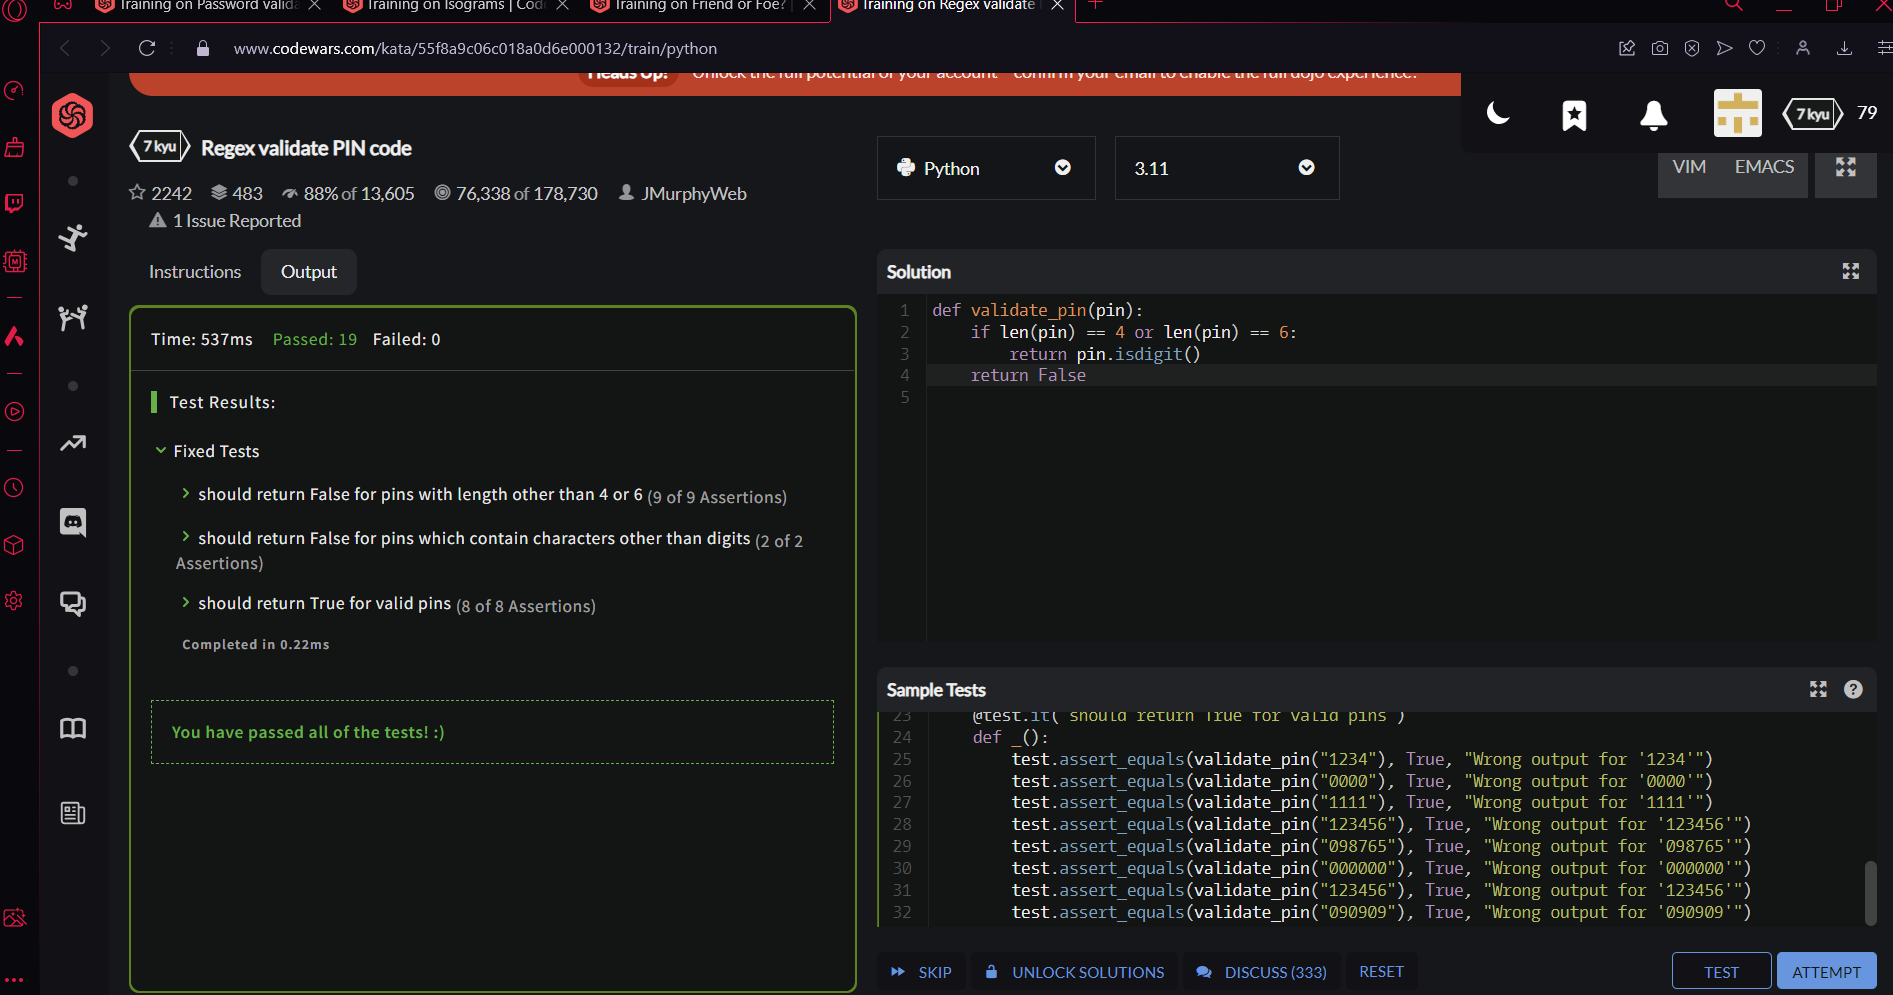 Training on Password valida
Training on Isograms | Cod
Training on Friend or Foe? |
Training on Regex validate
www.codewars.com/kata/55f8a9c06c018a0d6e000132/train/python
Heads Up! Unlock the full potential of your account - confirm your email to enable the full dojo experience.
7 kyu 79
7 kyu Regex validate PIN code
2242 483 88% of 13,605 76,338 of 178,730 JMurphyWeb
1 Issue Reported
Python 3.11 VIM EMACS
Instructions Output
Time: 537ms Passed: 19 Failed: 0
Test Results:
Fixed Tests
should return False for pins with length other than 4 or 6 (9 of 9 Assertions)
should return False for pins which contain characters other than digits (2 of 2
Assertions)
should return True for valid pins (8 of 8 Assertions)
Completed in 0.22ms
You have passed all of the tests! :)
Solution
1 def validate_pin(pin):
2     if len(pin) == 4 or len(pin) == 6:
3         return pin.isdigit()
4     return False
5
Sample Tests ?
23     @test.it('should return True for valid pins')
24     def _():
25         test.assert_equals(validate_pin("1234"), True, "Wrong output for '1234'")
26         test.assert_equals(validate_pin("0000"), True, "Wrong output for '0000'")
27         test.assert_equals(validate_pin("1111"), True, "Wrong output for '1111'")
28         test.assert_equals(validate_pin("123456"), True, "Wrong output for '123456'")
29         test.assert_equals(validate_pin("098765"), True, "Wrong output for '098765'")
30         test.assert_equals(validate_pin("000000"), True, "Wrong output for '000000'")
31         test.assert_equals(validate_pin("123456"), True, "Wrong output for '123456'")
32         test.assert_equals(validate_pin("090909"), True, "Wrong output for '090909'")
SKIP UNLOCK SOLUTIONS DISCUSS (333) RESET TEST ATTEMPT